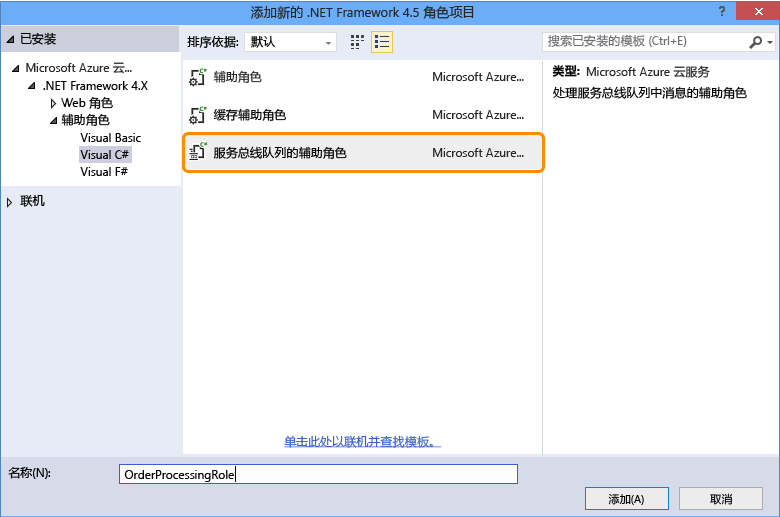 添加新的 .NET Framework 4.5 角色项目
?
已安装
排序依据: 默认
搜索已安装的模板 (Ctrl+E)
Microsoft Azure 云...
.NET Framework 4.X
Web 角色
辅助角色
Visual Basic
Visual C#
Visual F#
联机
辅助角色 Microsoft Azure...
缓存辅助角色 Microsoft Azure...
服务总线队列的辅助角色 Microsoft Azure...
类型: Microsoft Azure 云服务
处理服务总线队列中消息的辅助角色
单击此处以联机并查找模板。
名称(N): OrderProcessingRole
添加(A) 取消